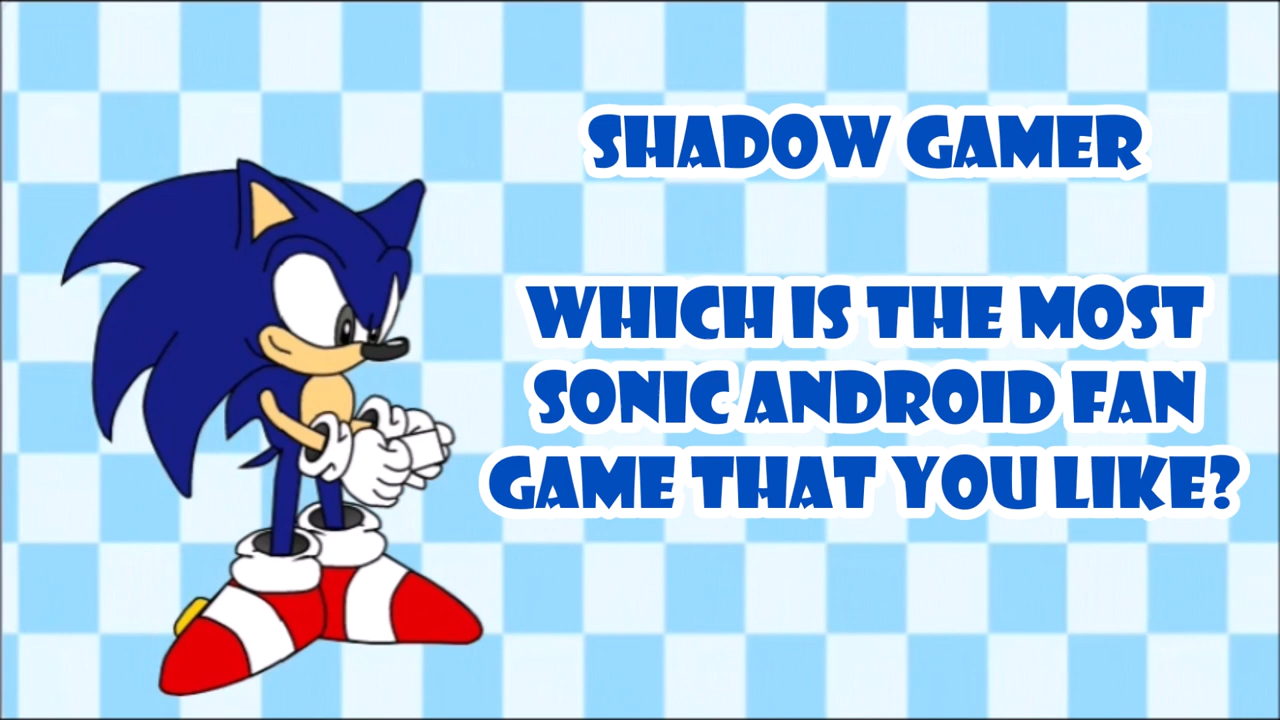 SHADOW GAMER
WHICH IS THE MOST
SONIC ANDROID FAN
GAME THAT YOU LIKE?